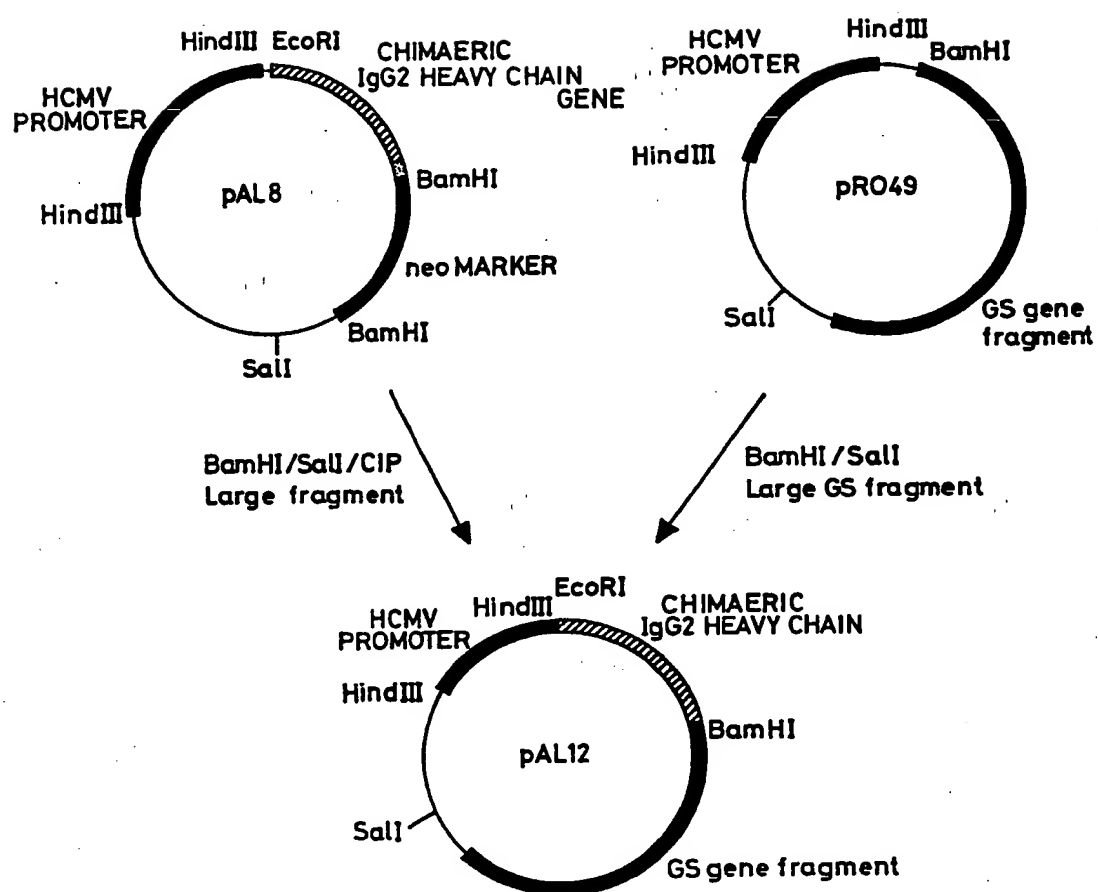 HindIII EcoRI
CHIMAERIC
IgG2 HEAVY CHAIN
GENE
HCMV
PROMOTER
HindIII
pAL8
BamHI
neo MARKER
BamHI
SalI
HCMV
PROMOTER
HindIII
BamHI
HindIII
pRO49
SalI
GS gene
fragment
BamHI/SalI/CIP
Large fragment
BamHI/SalI
Large GS fragment
EcoRI
HindIII
CHIMAERIC
IgG2 HEAVY CHAIN
HCMV
PROMOTER
HindIII
BamHI
pAL12
SalI
GS gene fragment